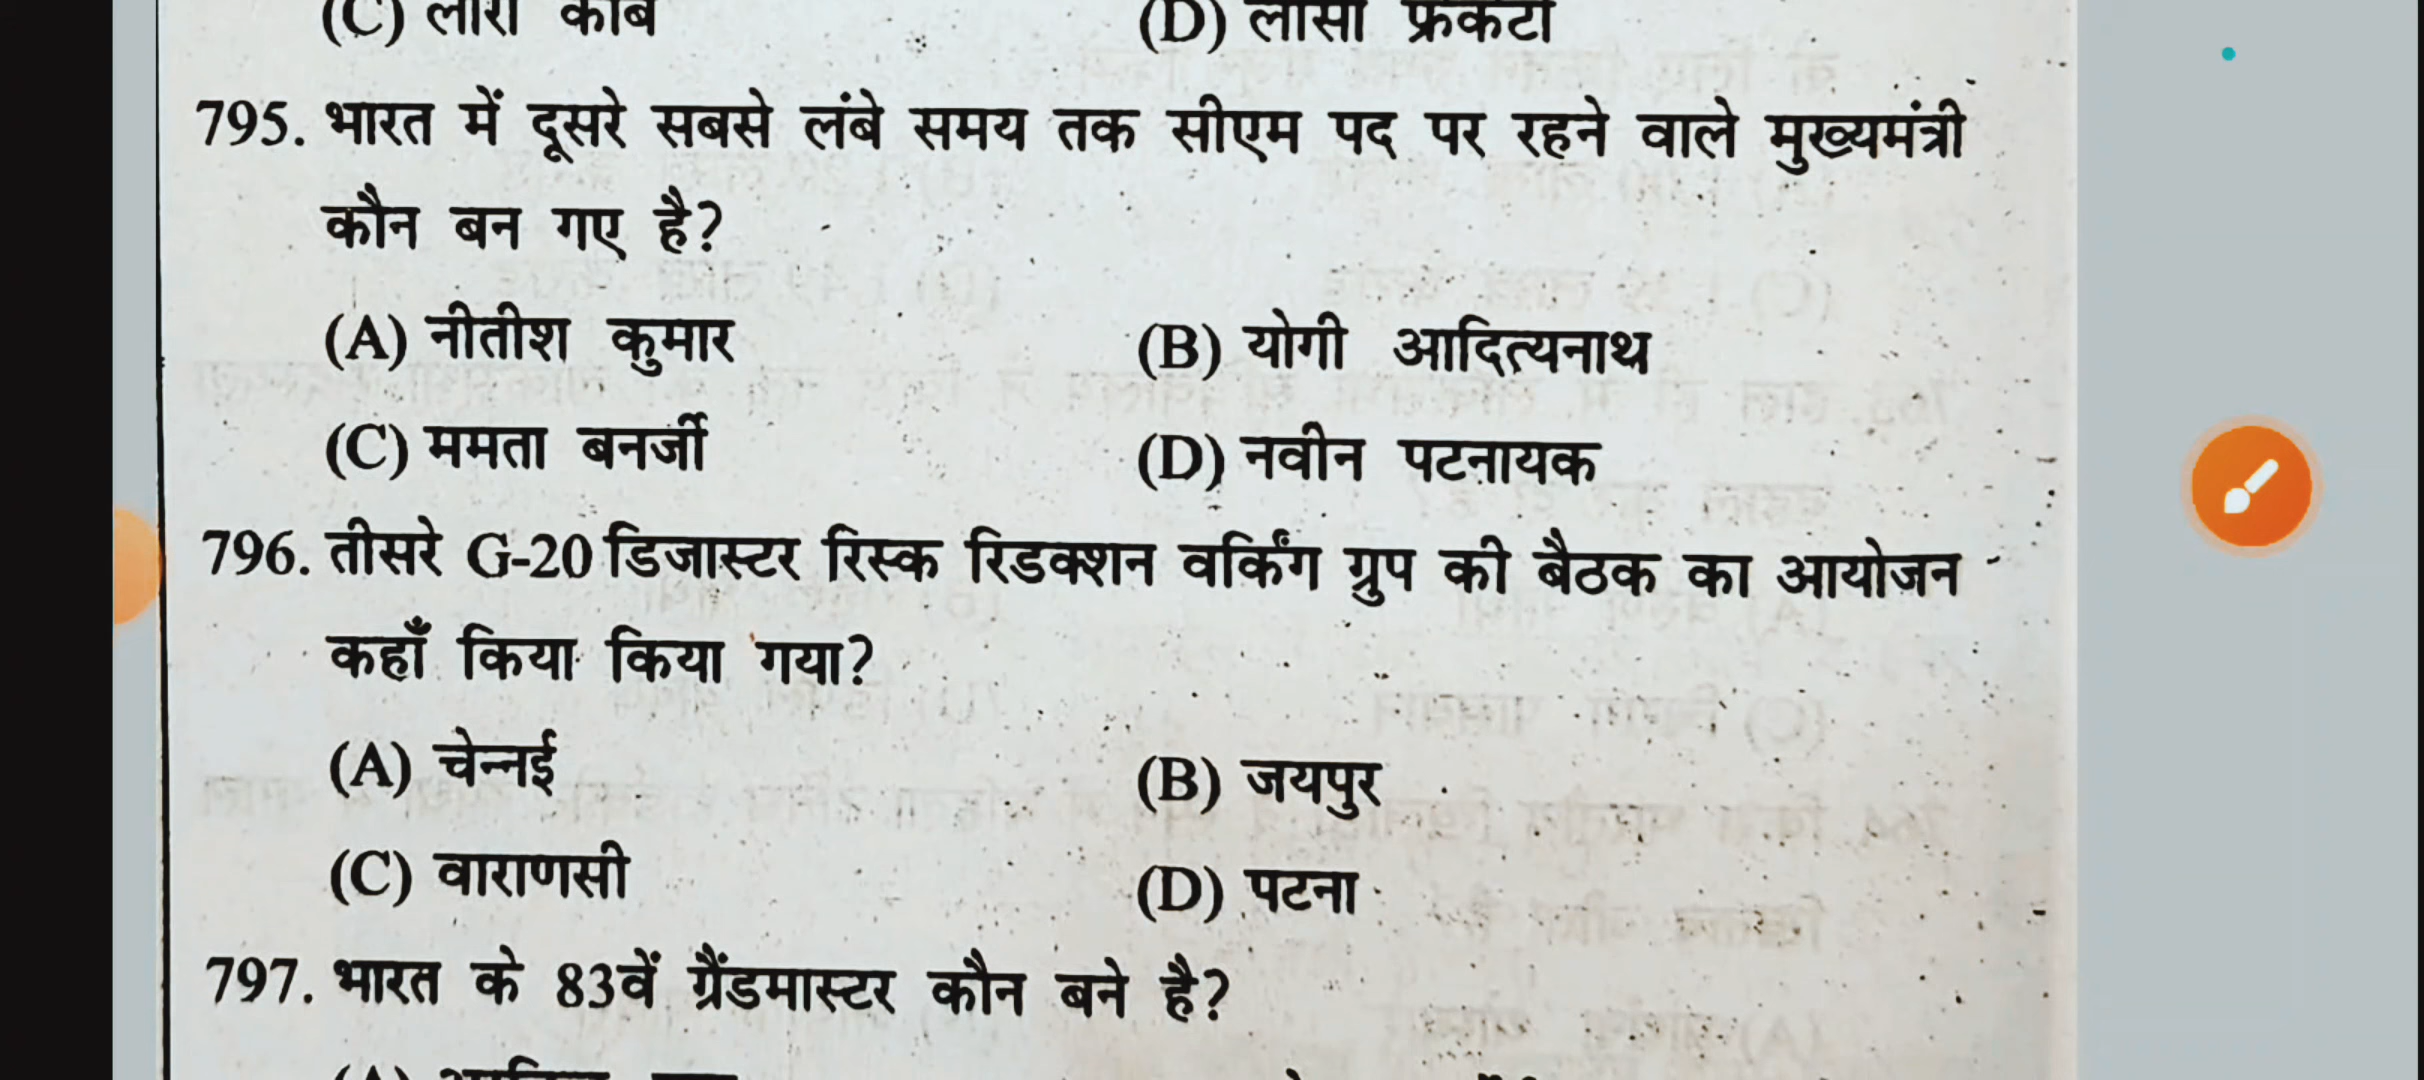 (C) लारा काब (D) लासा फ्रकटा
795. भारत में दूसरे सबसे लंबे समय तक सीएम पद पर रहने वाले मुख्यमंत्री
कौन बन गए है?
(A) नीतीश कुमार (B) योगी आदित्यनाथ
(C) ममता बनर्जी (D) नवीन पटनायक
796. तीसरे G-20 डिजास्टर रिस्क रिडक्शन वर्किंग ग्रुप की बैठक का आयोजन
कहाँ किया किया गया?
(A) चेन्नई (B) जयपुर
(C) वाराणसी (D) पटना
797. भारत के 83वें ग्रैंडमास्टर कौन बने है?
(A)